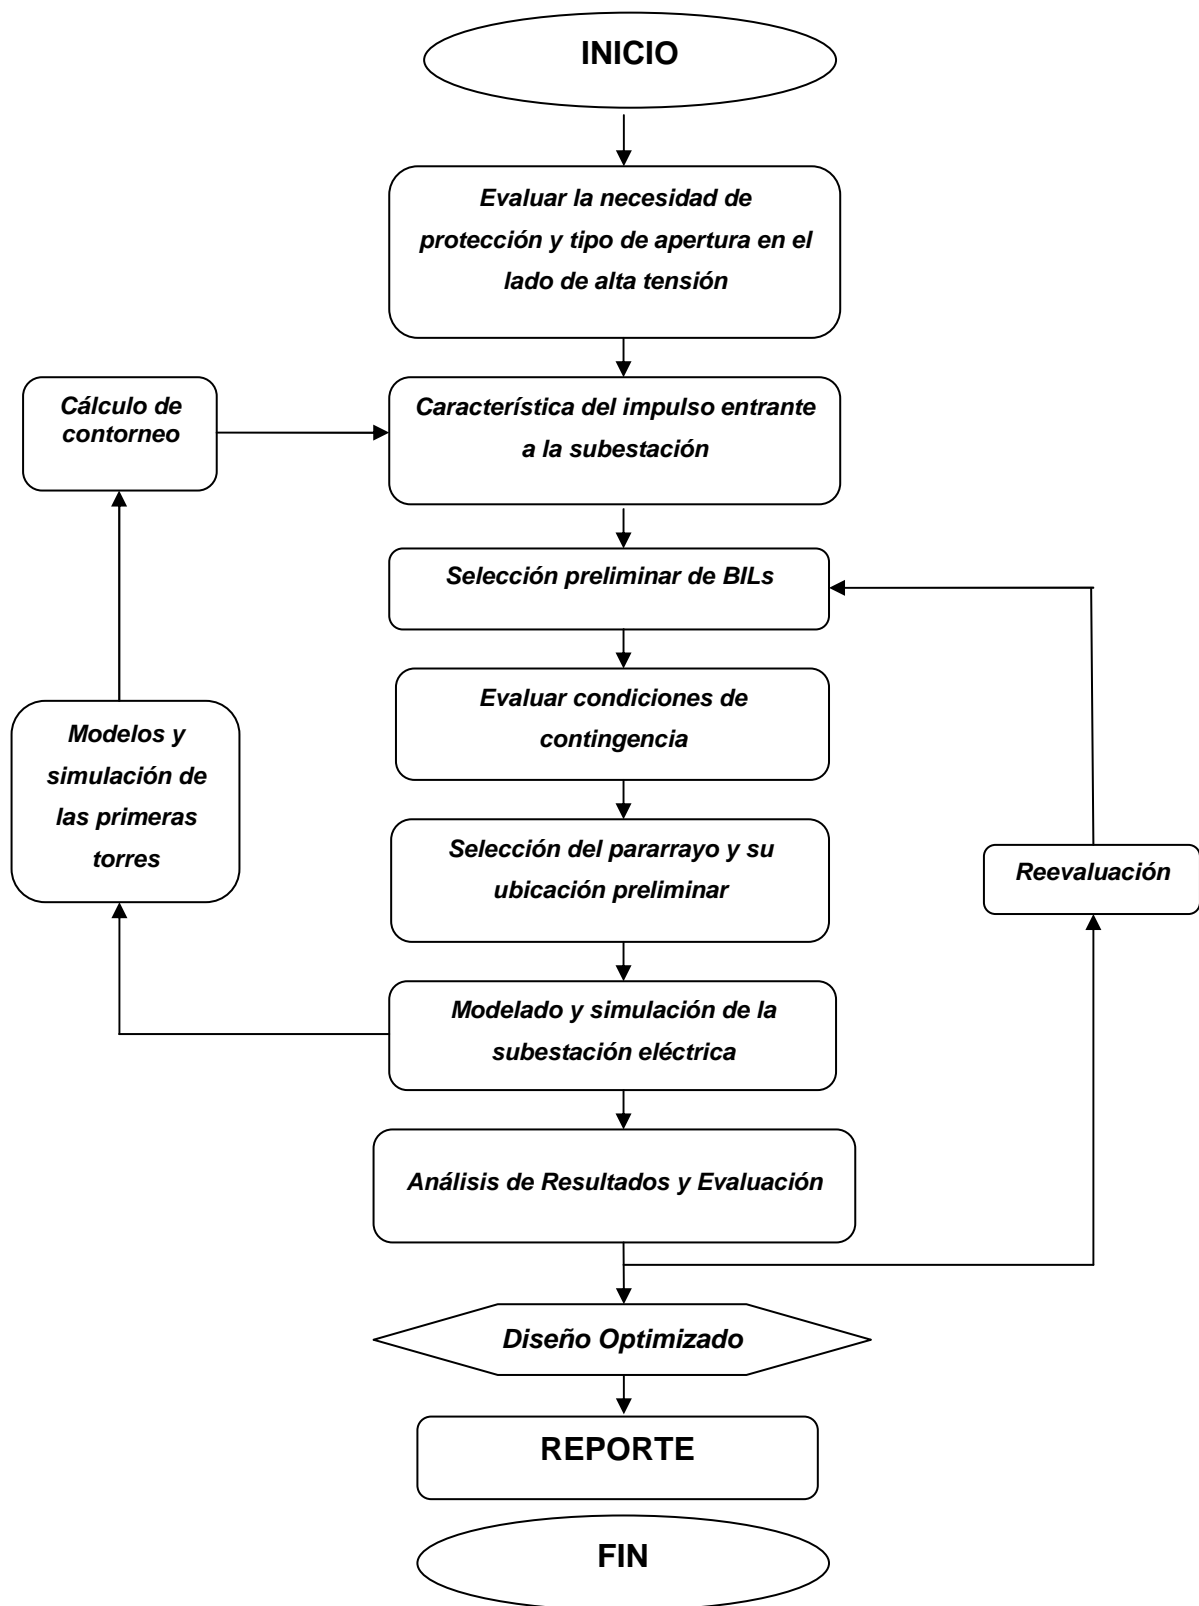 INICIO
Evaluar la necesidad de
protección y tipo de apertura en el
lado de alta tensión
Cálculo de
contorneo
Característica del impulso entrante
a la subestación
Selección preliminar de BILs
Evaluar condiciones de
contingencia
Modelos y
simulación de
las primeras
torres
Selección del pararrayo y su
ubicación preliminar
Reevaluación
Modelado y simulación de la
subestación eléctrica
Análisis de Resultados y Evaluación
Diseño Optimizado
REPORTE
FIN